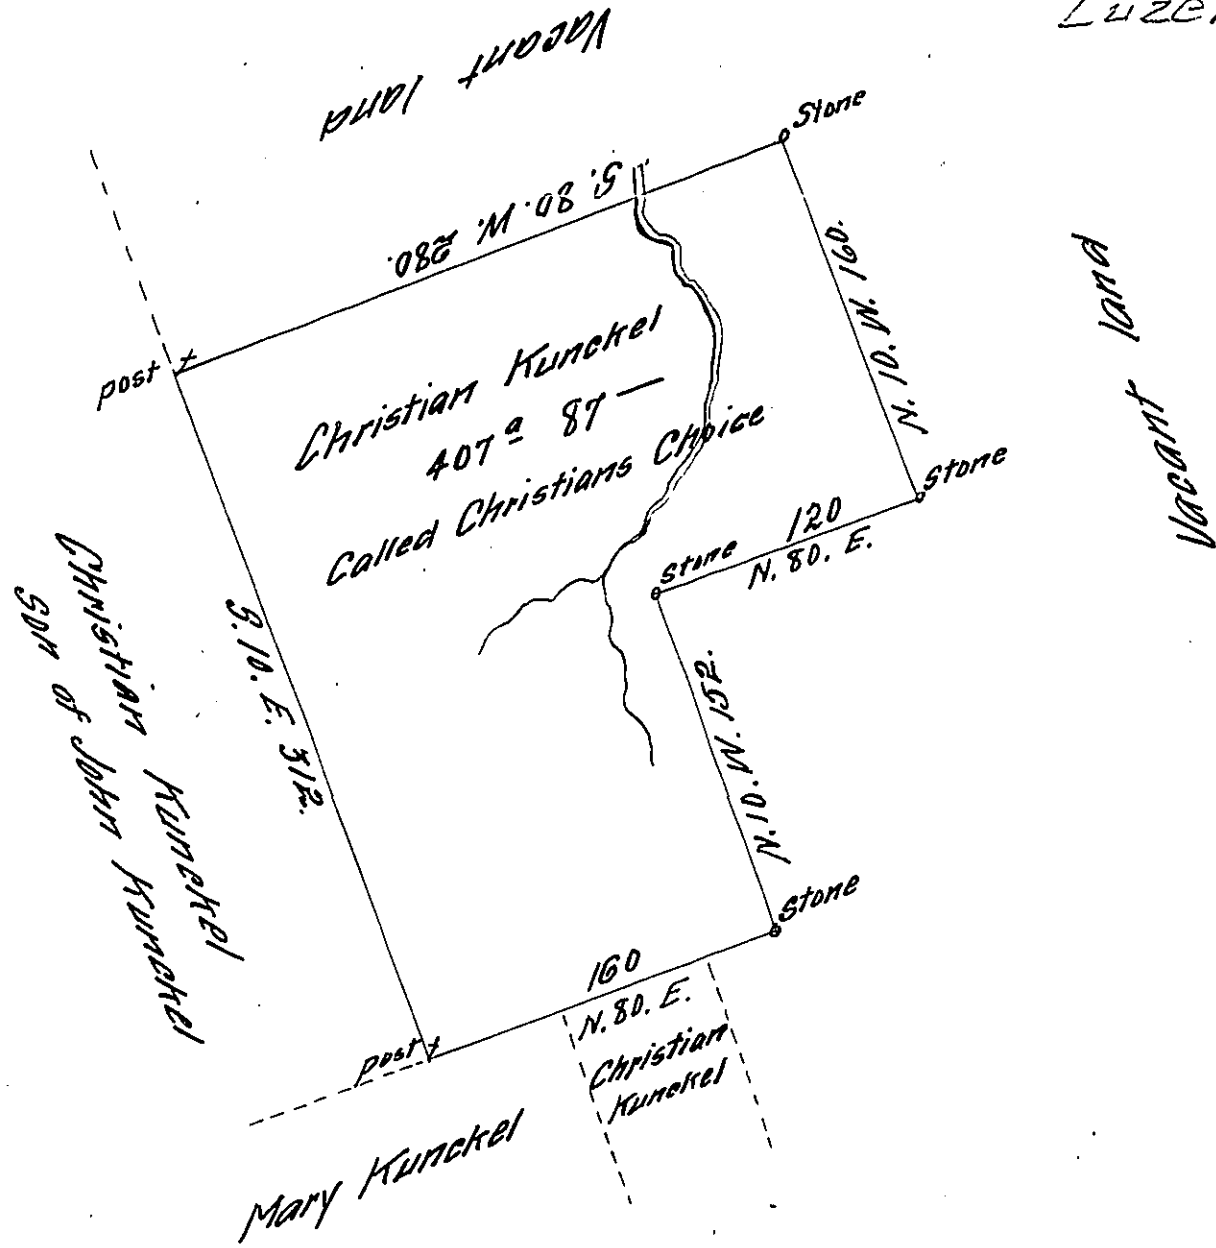 Luze
Vacant land
Stone
S. 80. W. 280.
N. 10. W. 160.
Vacant land
post
Christian Kunckel
407 a 87 —
Called Christians Choice
Stone
120
N. 80. E.
Stone
Christian Kunckel
Son of John Kunckel
S. 10. E. 312.
N. 10. W. 152.
Stone
160
N. 80. E.
post
Christian
Kunckel
Mary Kunckel